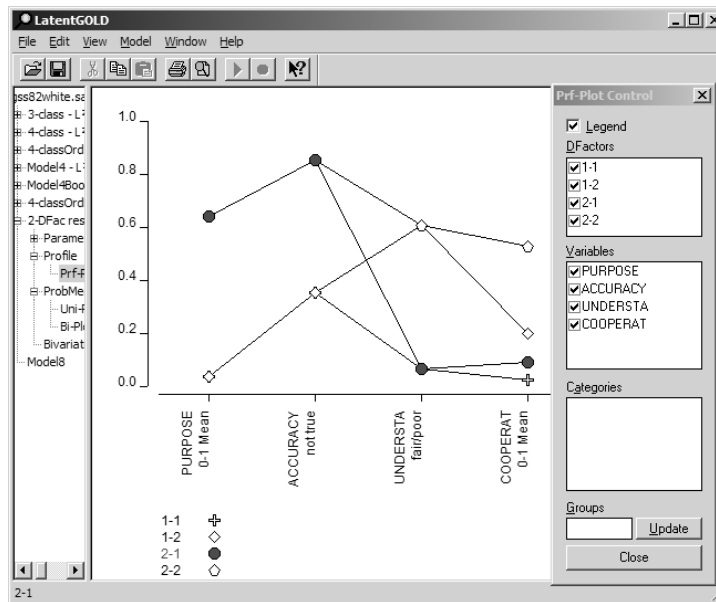 LatentGOLD
File Edit View Model Window Help
gss82white.sa
3-class - L²
4-class - L²
4-classOrd
Model4 - L²
Model4Boo
4-classOrd
2-DFac res
Parame
Profile
Prf-P
ProbMe
Uni-P
Bi-Plo
Bivariat
Model8
1.0
0.8
0.6
0.4
0.2
0.0
PURPOSE
0-1 Mean
ACCURACY
not true
UNDERSTA
fair/poor
COOPERAT
0-1 Mean
1-1
1-2
2-1
2-2
Prf-Plot Control
Legend
DFactors
1-1
1-2
2-1
2-2
Variables
PURPOSE
ACCURACY
UNDERSTA
COOPERAT
Categories
Groups
Update
Close
2-1